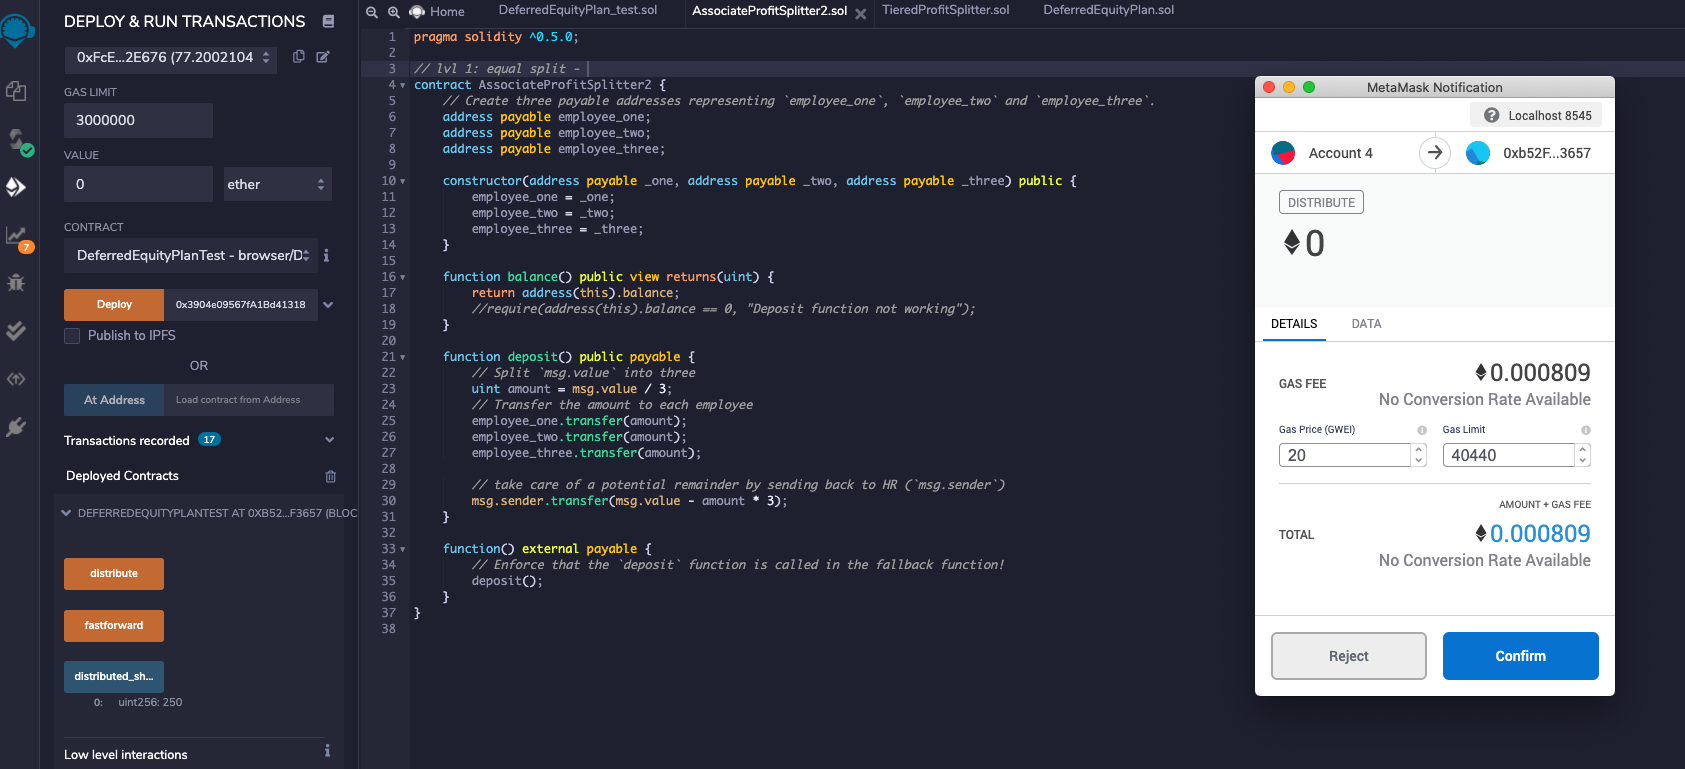 DEPLOY & RUN TRANSACTIONS
0xFcE...2E676 (77.2002104
GAS LIMIT
3000000
VALUE
0
ether
CONTRACT
DeferredEquityPlanTest - browser/D
i
Deploy
0x3904e09567fA1Bd41318
Publish to IPFS
OR
At Address
Load contract from Address
Transactions recorded 17
Deployed Contracts
DEFERREDEQUITYPLANTEST AT 0XB52...F3657 (BLOC
distribute
fastforward
distributed_sh...
0: uint256: 250
Low level interactions
i
7
Home
DeferredEquityPlan_test.sol
AssociateProfitSplitter2.sol
TieredProfitSplitter.sol
DeferredEquityPlan.sol
1 pragma solidity ^0.5.0;
2
3 // lvl 1: equal split -
4 contract AssociateProfitSplitter2 {
5 // Create three payable addresses representing `employee_one`, `employee_two` and `employee_three`.
6 address payable employee_one;
7 address payable employee_two;
8 address payable employee_three;
9
10 constructor(address payable _one, address payable _two, address payable _three) public {
11 employee_one = _one;
12 employee_two = _two;
13 employee_three = _three;
14 }
15
16 function balance() public view returns(uint) {
17 return address(this).balance;
18 //require(address(this).balance == 0, "Deposit function not working");
19 }
20
21 function deposit() public payable {
22 // Split `msg.value` into three
23 uint amount = msg.value / 3;
24 // Transfer the amount to each employee
25 employee_one.transfer(amount);
26 employee_two.transfer(amount);
27 employee_three.transfer(amount);
28
29 // take care of a potential remainder by sending back to HR (`msg.sender`)
30 msg.sender.transfer(msg.value - amount * 3);
31 }
32
33 function() external payable {
34 // Enforce that the `deposit` function is called in the fallback function!
35 deposit();
36 }
37 }
38
MetaMask Notification
? Localhost 8545
Account 4
0xb52F...3657
DISTRIBUTE
0
DETAILS
DATA
GAS FEE
0.000809
No Conversion Rate Available
Gas Price (GWEI)
Gas Limit
20
40440
AMOUNT + GAS FEE
TOTAL
0.000809
No Conversion Rate Available
Reject
Confirm